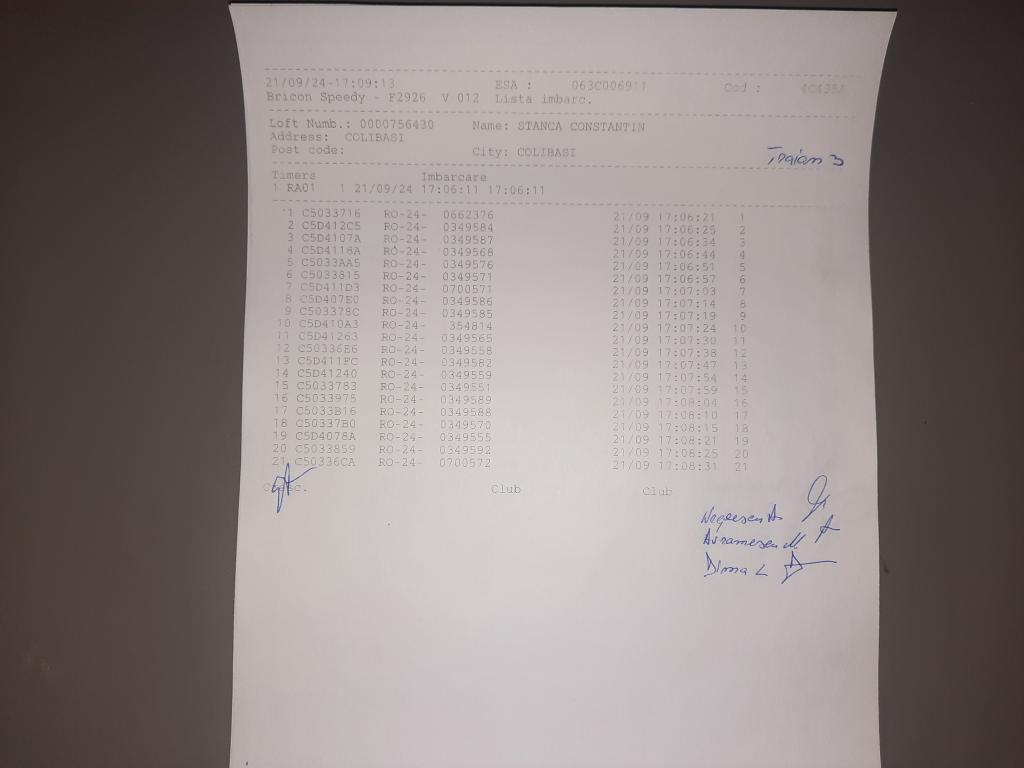 21/09/24-17:09:13 ESA : 063C006911 Cod : 4C435A
Bricon Speedy - F2926 V 012 Lista imbarc.
Loft Numb.: 0000756430 Name: STANCA CONSTANTIN
Address: COLIBASI
Post code: City: COLIBASI
Traian 3
Timers Imbarcare
1 RA01 1 21/09/24 17:06:11 17:06:11
1 C5033716 RO-24- 0662376 21/09 17:06:21 1
2 C5D412C5 RO-24- 0349584 21/09 17:06:25 2
3 C5D4107A RO-24- 0349587 21/09 17:06:34 3
4 C5D4118A RO-24- 0349568 21/09 17:06:44 4
5 C5033AA5 RO-24- 0349576 21/09 17:06:51 5
6 C5033815 RO-24- 0349571 21/09 17:06:57 6
7 C5D411D3 RO-24- 0700571 21/09 17:07:03 7
8 C5D407E0 RO-24- 0349586 21/09 17:07:14 8
9 C503378C RO-24- 0349585 21/09 17:07:19 9
10 C5D410A3 RO-24- 354814 21/09 17:07:24 10
11 C5D41263 RO-24- 0349565 21/09 17:07:30 11
12 C50336E6 RO-24- 0349558 21/09 17:07:38 12
13 C5D411FC RO-24- 0349582 21/09 17:07:47 13
14 C5D41240 RO-24- 0349559 21/09 17:07:54 14
15 C5033783 RO-24- 0349551 21/09 17:07:59 15
16 C5033975 RO-24- 0349589 21/09 17:08:04 16
17 C5033B16 RO-24- 0349588 21/09 17:08:10 17
18 C50337B0 RO-24- 0349570 21/09 17:08:15 18
19 C5D4078A RO-24- 0349555 21/09 17:08:21 19
20 C5033859 RO-24- 0349592 21/09 17:08:25 20
21 C50336CA RO-24- 0700572 21/09 17:08:31 21
Club Club
Avramescu M.
Dima L